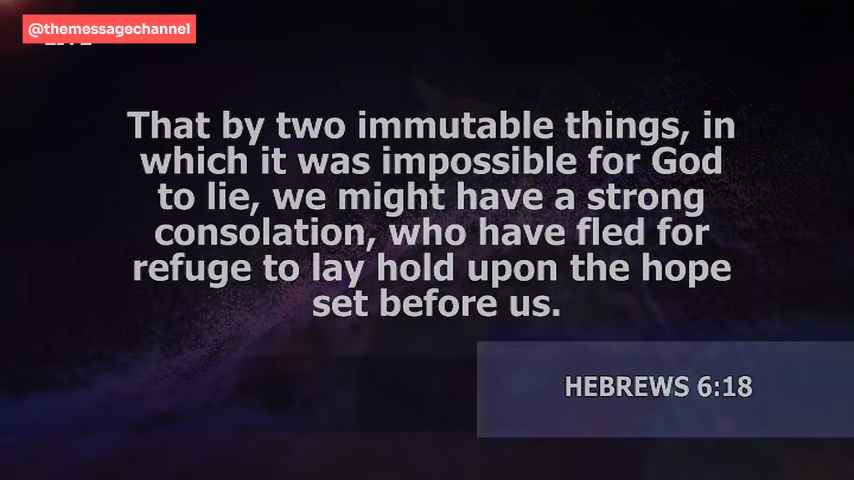 @themessagechannel
That by two immutable things, in
which it was impossible for God
to lie, we might have a strong
consolation, who have fled for
refuge to lay hold upon the hope
set before us.
HEBREWS 6:18